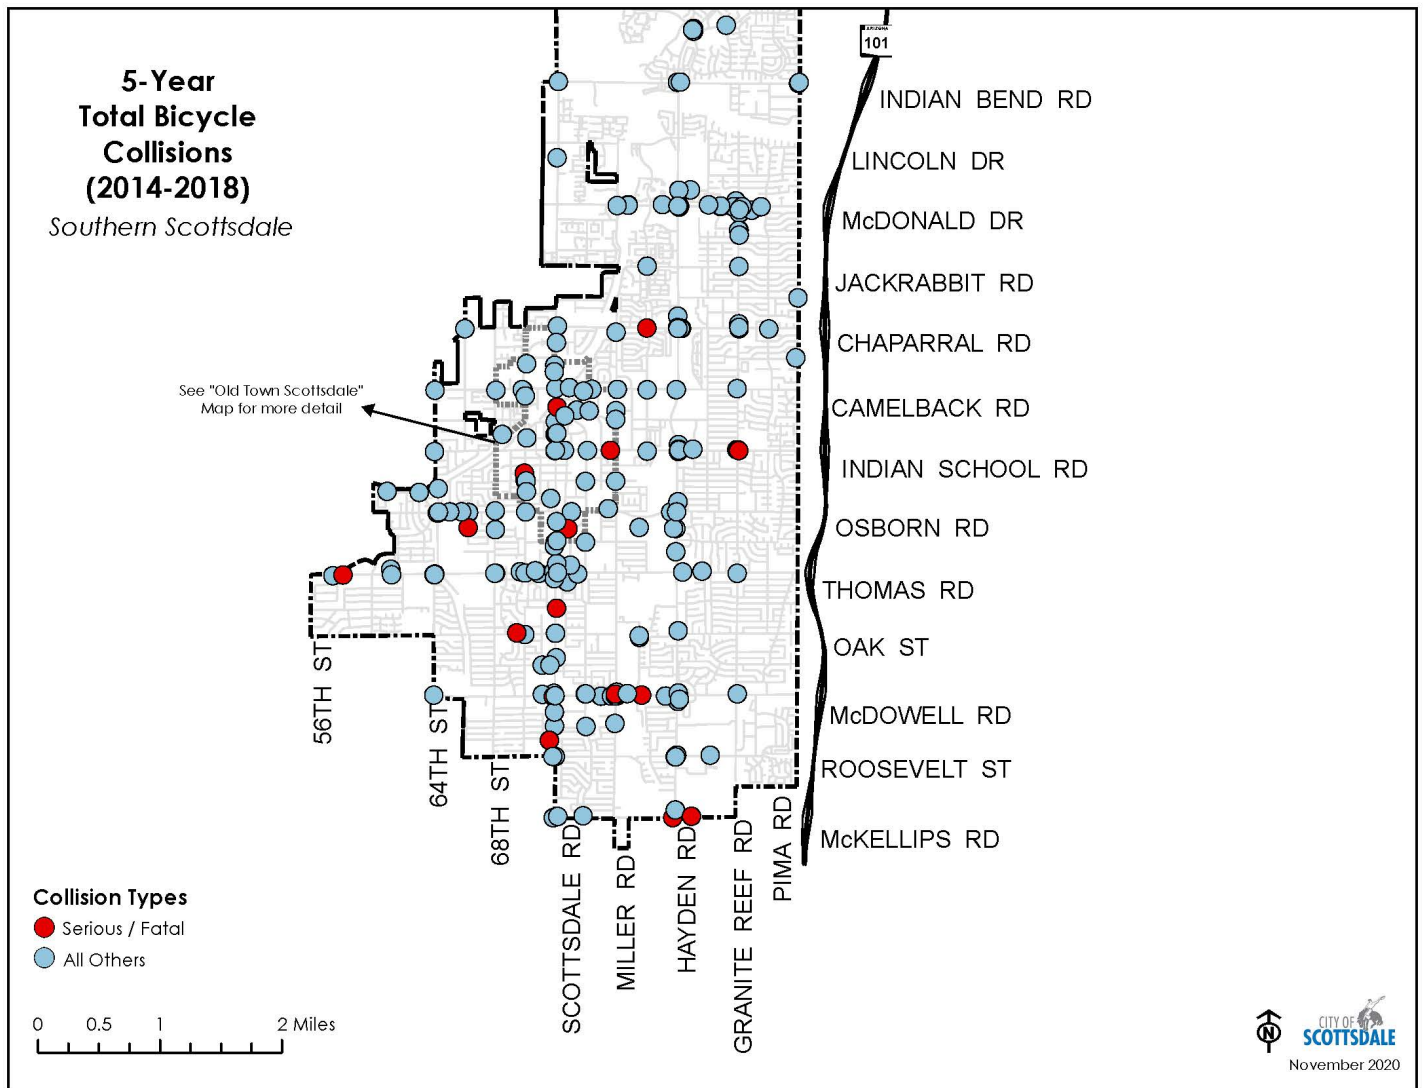 5-Year
Total Bicycle
Collisions
(2014-2018)
Southern Scottsdale
ARIZONA
101
INDIAN BEND RD
LINCOLN DR
McDONALD DR
JACKRABBIT RD
CHAPARRAL RD
See "Old Town Scottsdale"
Map for more detail
CAMELBACK RD
INDIAN SCHOOL RD
OSBORN RD
THOMAS RD
OAK ST
McDOWELL RD
ROOSEVELT ST
McKELLIPS RD
56TH ST
64TH ST
68TH ST
SCOTTSDALE RD
MILLER RD
HAYDEN RD
GRANITE REEF RD
PIMA RD
Collision Types
Serious / Fatal
All Others
0 0.5 1 2 Miles
N
CITY OF
SCOTTSDALE
November 2020